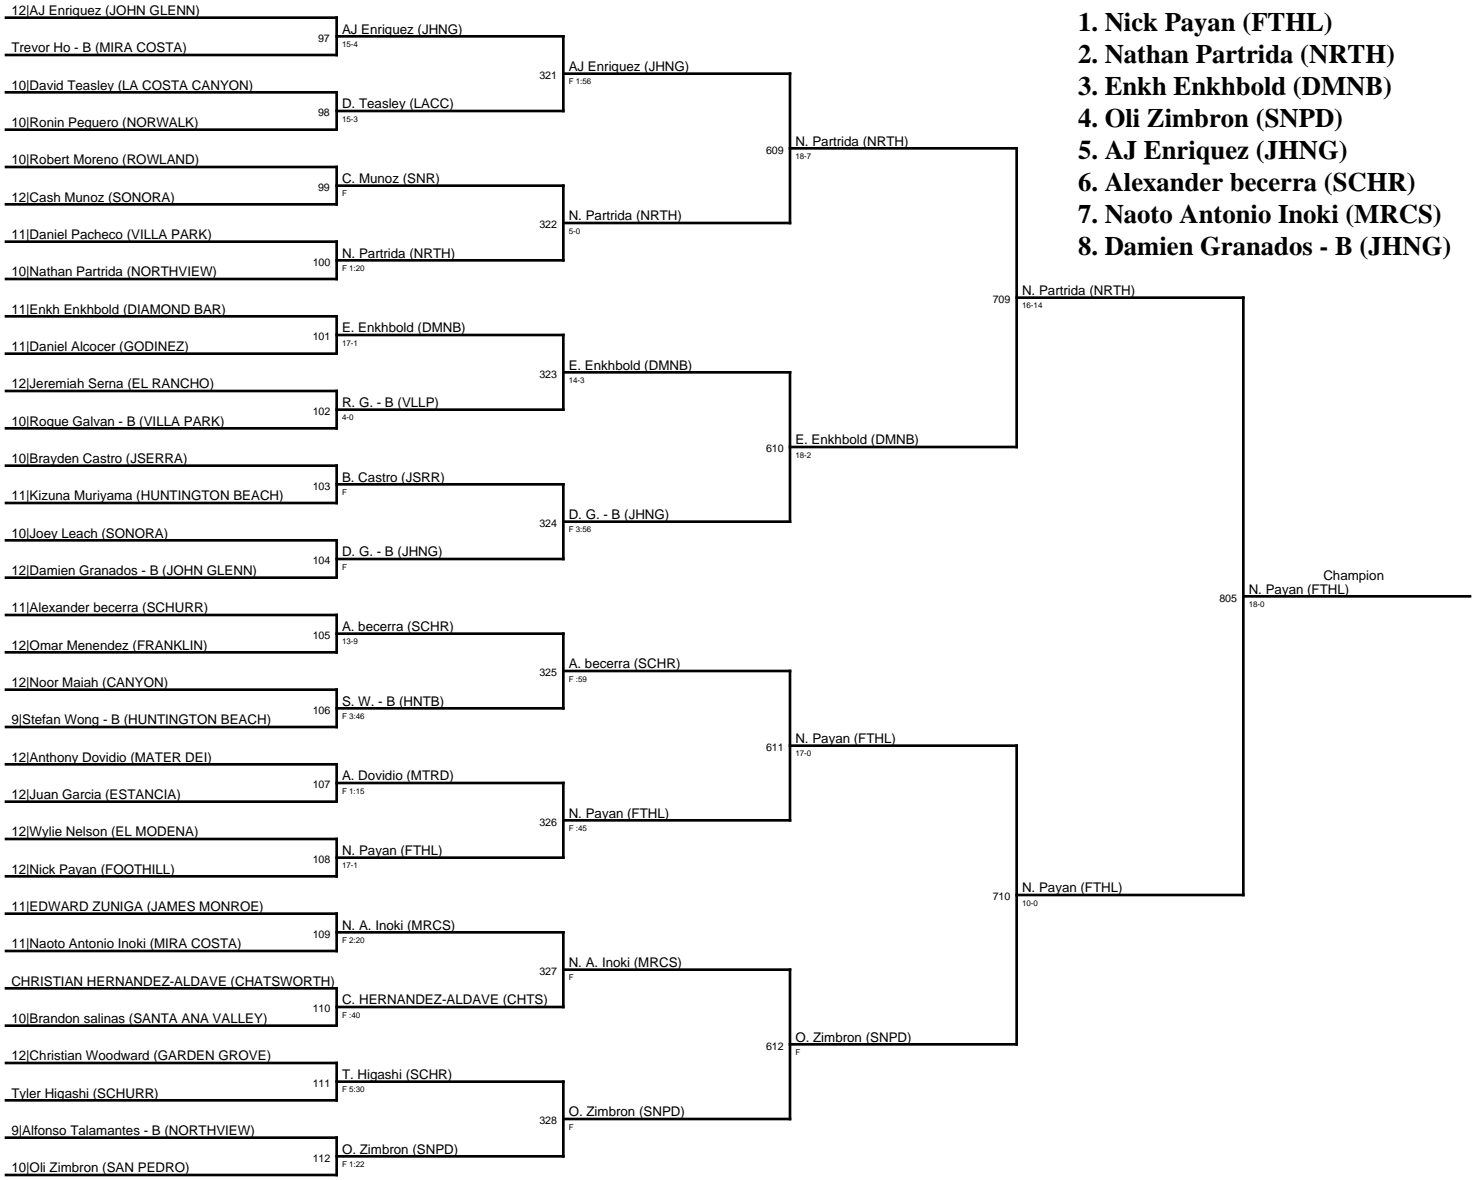 1. Nick Payan (FTHL)
2. Nathan Partrida (NRTH)
3. Enkh Enkhbold (DMNB)
4. Oli Zimbron (SNPD)
5. AJ Enriquez (JHNG)
6. Alexander becerra (SCHR)
7. Naoto Antonio Inoki (MRCS)
8. Damien Granados - B (JHNG)
12|AJ Enriquez (JOHN GLENN)
Trevor Ho - B (MIRA COSTA)
10|David Teasley (LA COSTA CANYON)
10|Ronin Peguero (NORWALK)
10|Robert Moreno (ROWLAND)
12|Cash Munoz (SONORA)
11|Daniel Pacheco (VILLA PARK)
10|Nathan Partrida (NORTHVIEW)
11|Enkh Enkhbold (DIAMOND BAR)
11|Daniel Alcocer (GODINEZ)
12|Jeremiah Serna (EL RANCHO)
10|Roque Galvan - B (VILLA PARK)
10|Brayden Castro (JSERRA)
11|Kizuna Muriyama (HUNTINGTON BEACH)
10|Joey Leach (SONORA)
12|Damien Granados - B (JOHN GLENN)
11|Alexander becerra (SCHURR)
12|Omar Menendez (FRANKLIN)
12|Noor Maiah (CANYON)
9|Stefan Wong - B (HUNTINGTON BEACH)
12|Anthony Dovidio (MATER DEI)
12|Juan Garcia (ESTANCIA)
12|Wylie Nelson (EL MODENA)
12|Nick Payan (FOOTHILL)
11|EDWARD ZUNIGA (JAMES MONROE)
11|Naoto Antonio Inoki (MIRA COSTA)
CHRISTIAN HERNANDEZ-ALDAVE (CHATSWORTH)
10|Brandon salinas (SANTA ANA VALLEY)
12|Christian Woodward (GARDEN GROVE)
Tyler Higashi (SCHURR)
9|Alfonso Talamantes - B (NORTHVIEW)
10|Oli Zimbron (SAN PEDRO)
97
AJ Enriquez (JHNG)
15-4
98
D. Teasley (LACC)
15-3
99
C. Munoz (SNR)
F
100
N. Partrida (NRTH)
F 1:20
101
E. Enkhbold (DMNB)
17-1
102
R. G. - B (VLLP)
4-0
103
B. Castro (JSRR)
F
104
D. G. - B (JHNG)
F
105
A. becerra (SCHR)
13-9
106
S. W. - B (HNTB)
F 3:46
107
A. Dovidio (MTRD)
F 1:15
108
N. Payan (FTHL)
17-1
109
N. A. Inoki (MRCS)
F 2:20
110
C. HERNANDEZ-ALDAVE (CHTS)
F :40
111
T. Higashi (SCHR)
F 5:30
112
O. Zimbron (SNPD)
F 1:22
321
AJ Enriquez (JHNG)
F 1:56
322
N. Partrida (NRTH)
5-0
323
E. Enkhbold (DMNB)
14-3
324
D. G. - B (JHNG)
F 3:56
325
A. becerra (SCHR)
F :59
326
N. Payan (FTHL)
F :45
327
N. A. Inoki (MRCS)
F
328
O. Zimbron (SNPD)
F
609
N. Partrida (NRTH)
18-7
610
E. Enkhbold (DMNB)
18-2
611
N. Payan (FTHL)
17-0
612
O. Zimbron (SNPD)
F
709
N. Partrida (NRTH)
16-14
710
N. Payan (FTHL)
10-0
805
Champion
N. Payan (FTHL)
18-0